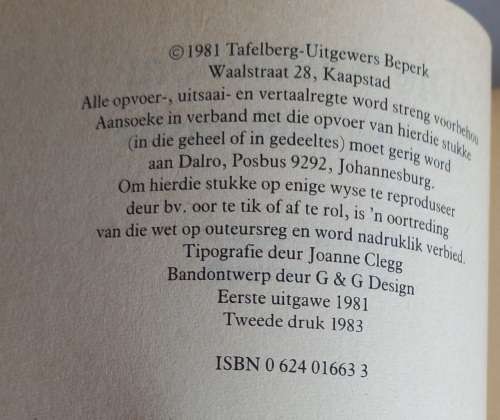 ©1981 Tafelberg-Uitgewers Beperk
Waalstraat 28, Kaapstad
Alle opvoer-, uitsaai- en vertaalregte word streng voorbehou
Aansoeke in verband met die opvoer van hierdie stukke
(in die geheel of in gedeeltes) moet gerig word
aan Dalro, Posbus 9292, Johannesburg.
Om hierdie stukke op enige wyse te reproduseer
deur bv. oor te tik of af te rol, is 'n oortreding
van die wet op outeursreg en word nadruklik verbied.
Tipografie deur Joanne Clegg
Bandontwerp deur G & G Design
Eerste uitgawe 1981
Tweede druk 1983
ISBN 0 624 01663 3